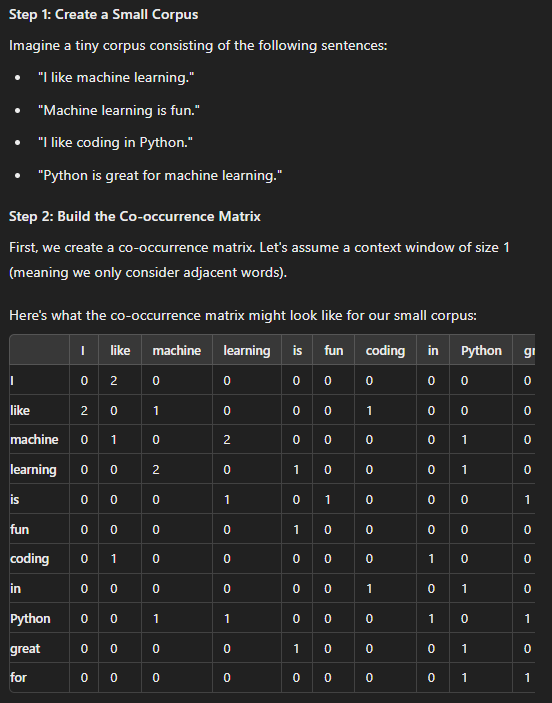 Step 1: Create a Small Corpus
Imagine a tiny corpus consisting of the following sentences:
• "I like machine learning."
• "Machine learning is fun."
• "I like coding in Python."
• "Python is great for machine learning."
Step 2: Build the Co-occurrence Matrix
First, we create a co-occurrence matrix. Let's assume a context window of size 1
(meaning we only consider adjacent words).
Here's what the co-occurrence matrix might look like for our small corpus:
I like machine learning is fun coding in Python
I 0 2 0 0 0 0 0 0 0 0
like 2 0 1 0 0 0 1 0 0 0
machine 0 1 0 2 0 0 0 0 1 0
learning 0 0 2 0 1 0 0 0 1 0
is 0 0 0 1 0 1 0 0 0 1
fun 0 0 0 0 1 0 0 0 0 0
coding 0 1 0 0 0 0 0 1 0 0
in 0 0 0 0 0 0 1 0 1 0
Python 0 0 1 1 0 0 0 1 0 1
great 0 0 0 0 1 0 0 0 1 0
for 0 0 0 0 0 0 0 0 1 1